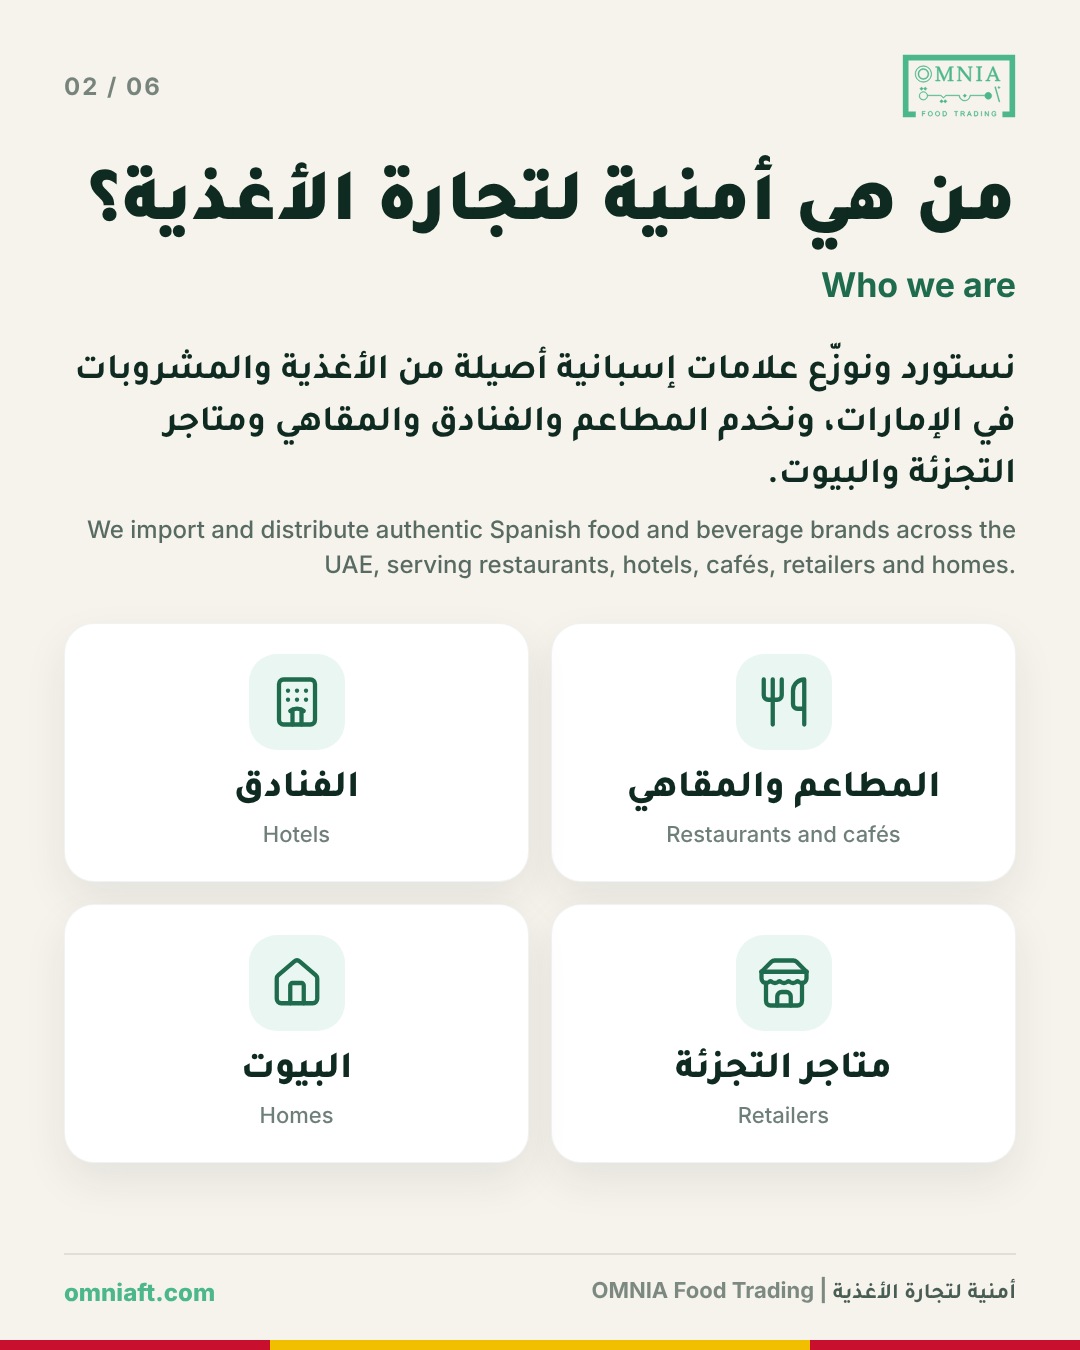 02 / 06
OMNIA
أمنية
FOOD TRADING
من هي أمنية لتجارة الأغذية؟
Who we are
نستورد ونوزّع علامات إسبانية أصيلة من الأغذية والمشروبات
في الإمارات، ونخدم المطاعم والفنادق والمقاهي ومتاجر
التجزئة والبيوت.
We import and distribute authentic Spanish food and beverage brands across the
UAE, serving restaurants, hotels, cafés, retailers and homes.
المطاعم والمقاهي
Restaurants and cafés
الفنادق
Hotels
متاجر التجزئة
Retailers
البيوت
Homes
أمنية لتجارة الأغذية | OMNIA Food Trading
omniaft.com